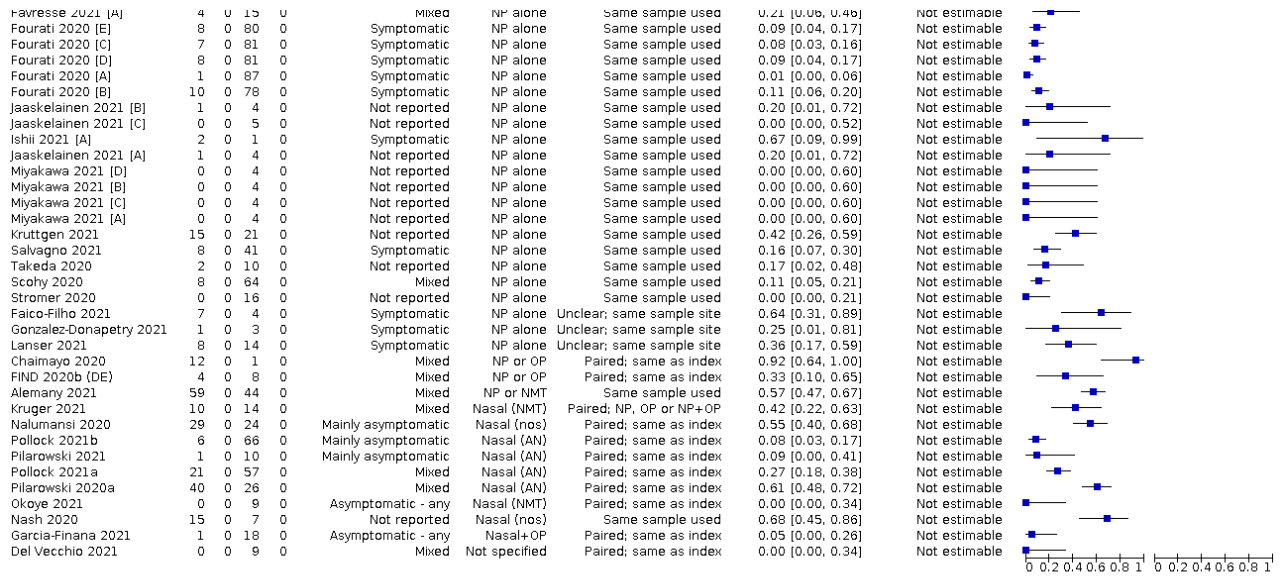 Favresse 2021 [A] 4 0 15 0 Mixed NP alone Same sample used 0.21 [0.06, 0.46] Not estimable
Fourati 2020 [E] 8 0 80 0 Symptomatic NP alone Same sample used 0.09 [0.04, 0.17] Not estimable
Fourati 2020 [C] 7 0 81 0 Symptomatic NP alone Same sample used 0.08 [0.03, 0.16] Not estimable
Fourati 2020 [D] 8 0 81 0 Symptomatic NP alone Same sample used 0.09 [0.04, 0.17] Not estimable
Fourati 2020 [A] 1 0 87 0 Symptomatic NP alone Same sample used 0.01 [0.00, 0.06] Not estimable
Fourati 2020 [B] 10 0 78 0 Symptomatic NP alone Same sample used 0.11 [0.06, 0.20] Not estimable
Jaaskelainen 2021 [B] 1 0 4 0 Not reported NP alone Same sample used 0.20 [0.01, 0.72] Not estimable
Jaaskelainen 2021 [C] 0 0 5 0 Not reported NP alone Same sample used 0.00 [0.00, 0.52] Not estimable
Ishii 2021 [A] 2 0 1 0 Symptomatic NP alone Same sample used 0.67 [0.09, 0.99] Not estimable
Jaaskelainen 2021 [A] 1 0 4 0 Not reported NP alone Same sample used 0.20 [0.01, 0.72] Not estimable
Miyakawa 2021 [D] 0 0 4 0 Not reported NP alone Same sample used 0.00 [0.00, 0.60] Not estimable
Miyakawa 2021 [B] 0 0 4 0 Not reported NP alone Same sample used 0.00 [0.00, 0.60] Not estimable
Miyakawa 2021 [C] 0 0 4 0 Not reported NP alone Same sample used 0.00 [0.00, 0.60] Not estimable
Miyakawa 2021 [A] 0 0 4 0 Not reported NP alone Same sample used 0.00 [0.00, 0.60] Not estimable
Kruttgen 2021 15 0 21 0 Not reported NP alone Same sample used 0.42 [0.26, 0.59] Not estimable
Salvagno 2021 8 0 41 0 Symptomatic NP alone Same sample used 0.16 [0.07, 0.30] Not estimable
Takeda 2020 2 0 10 0 Not reported NP alone Same sample used 0.17 [0.02, 0.48] Not estimable
Scohy 2020 8 0 64 0 Mixed NP alone Same sample used 0.11 [0.05, 0.21] Not estimable
Stromer 2020 0 0 16 0 Not reported NP alone Same sample used 0.00 [0.00, 0.21] Not estimable
Faico-Filho 2021 7 0 4 0 Symptomatic NP alone Unclear; same sample site 0.64 [0.31, 0.89] Not estimable
Gonzalez-Donapetry 2021 1 0 3 0 Symptomatic NP alone Unclear; same sample site 0.25 [0.01, 0.81] Not estimable
Lanser 2021 8 0 14 0 Symptomatic NP alone Unclear; same sample site 0.36 [0.17, 0.59] Not estimable
Chaimayo 2020 12 0 1 0 Mixed NP or OP Paired; same as index 0.92 [0.64, 1.00] Not estimable
FIND 2020b (DE) 4 0 8 0 Mixed NP or OP Paired; same as index 0.33 [0.10, 0.65] Not estimable
Alemany 2021 59 0 44 0 Mixed NP or NMT Same sample used 0.57 [0.47, 0.67] Not estimable
Kruger 2021 10 0 14 0 Mixed Nasal (NMT) Paired; NP, OP or NP+OP 0.42 [0.22, 0.63] Not estimable
Nalumansi 2020 29 0 24 0 Mainly asymptomatic Nasal (nos) Paired; same as index 0.55 [0.40, 0.68] Not estimable
Pollock 2021b 6 0 66 0 Mainly asymptomatic Nasal (AN) Paired; same as index 0.08 [0.03, 0.17] Not estimable
Pilarowski 2021 1 0 10 0 Mainly asymptomatic Nasal (AN) Paired; same as index 0.09 [0.00, 0.41] Not estimable
Pollock 2021a 21 0 57 0 Mixed Nasal (AN) Paired; same as index 0.27 [0.18, 0.38] Not estimable
Pilarowski 2020a 40 0 26 0 Mixed Nasal (AN) Paired; same as index 0.61 [0.48, 0.72] Not estimable
Okoye 2021 0 0 9 0 Asymptomatic - any Nasal (NMT) Paired; same as index 0.00 [0.00, 0.34] Not estimable
Nash 2020 15 0 7 0 Not reported Nasal (nos) Same sample used 0.68 [0.45, 0.86] Not estimable
Garcia-Finana 2021 1 0 18 0 Asymptomatic - any Nasal+OP Paired; same as index 0.05 [0.00, 0.26] Not estimable
Del Vecchio 2021 0 0 9 0 Mixed Not specified Paired; same as index 0.00 [0.00, 0.34] Not estimable
0 0.2 0.4 0.6 0.8 1 0 0.2 0.4 0.6 0.8 1